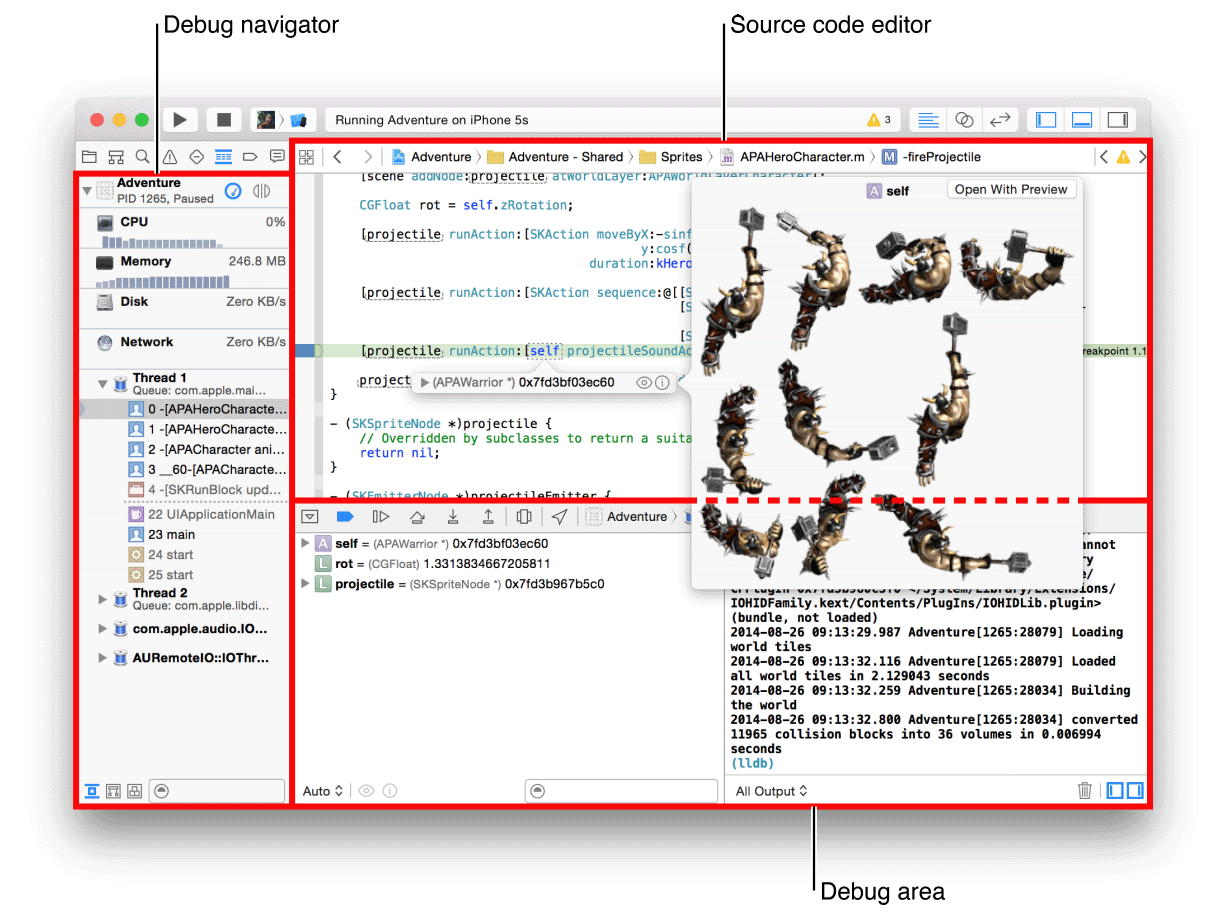 Debug navigator
Source code editor
Running Adventure on iPhone 5s
3
Adventure
Adventure - Shared
Sprites
APAHeroCharacter.m
M
-fireProjectile
Adventure
PID 1265, Paused
CPU
0%
Memory
246.8 MB
Disk
Zero KB/s
Network
Zero KB/s
Thread 1
Queue: com.apple.mai...
0 -[APAHeroCharacte...
1 -[APAHeroCharacte...
2 -[APACharacter ani...
3 __60-[APACharacte...
4 -[SKRunBlock upd...
22 UIApplicationMain
23 main
24 start
25 start
Thread 2
Queue: com.apple.libdi...
com.apple.audio.IO...
AURemoteIO::IOThr...
[scene addNode:projectile atWorldLayer:APAWorldLayerCharacter];
CGFloat rot = self.zRotation;
[projectile runAction:[SKAction moveByX:-sinf
y:cosf(
duration:kHero
[projectile runAction:[SKAction sequence:@[[S
[S
[S
[projectile runAction:[self projectileSoundAc
reakpoint 1.1
projec
(APAWarrior *) 0x7fd3bf03ec60
}
- (SKSpriteNode *)projectile {
// Overridden by subclasses to return a suita
return nil;
}
- (SKEmitterNode *)projectileEmitter {
A self
Open With Preview
Adventure
A self = (APAWarrior *) 0x7fd3bf03ec60
L rot = (CGFloat) 1.3313834667205811
L projectile = (SKSpriteNode *) 0x7fd3b967b5c0
annot
ry
e/
IOHIDFamily.kext/Contents/PlugIns/IOHIDLib.plugin>
(bundle, not loaded)
2014-08-26 09:13:29.987 Adventure[1265:28079] Loading
world tiles
2014-08-26 09:13:32.116 Adventure[1265:28079] Loaded
all world tiles in 2.129043 seconds
2014-08-26 09:13:32.259 Adventure[1265:28034] Building
the world
2014-08-26 09:13:32.800 Adventure[1265:28034] converted
11965 collision blocks into 36 volumes in 0.006994
seconds
(lldb)
Auto
All Output
Debug area